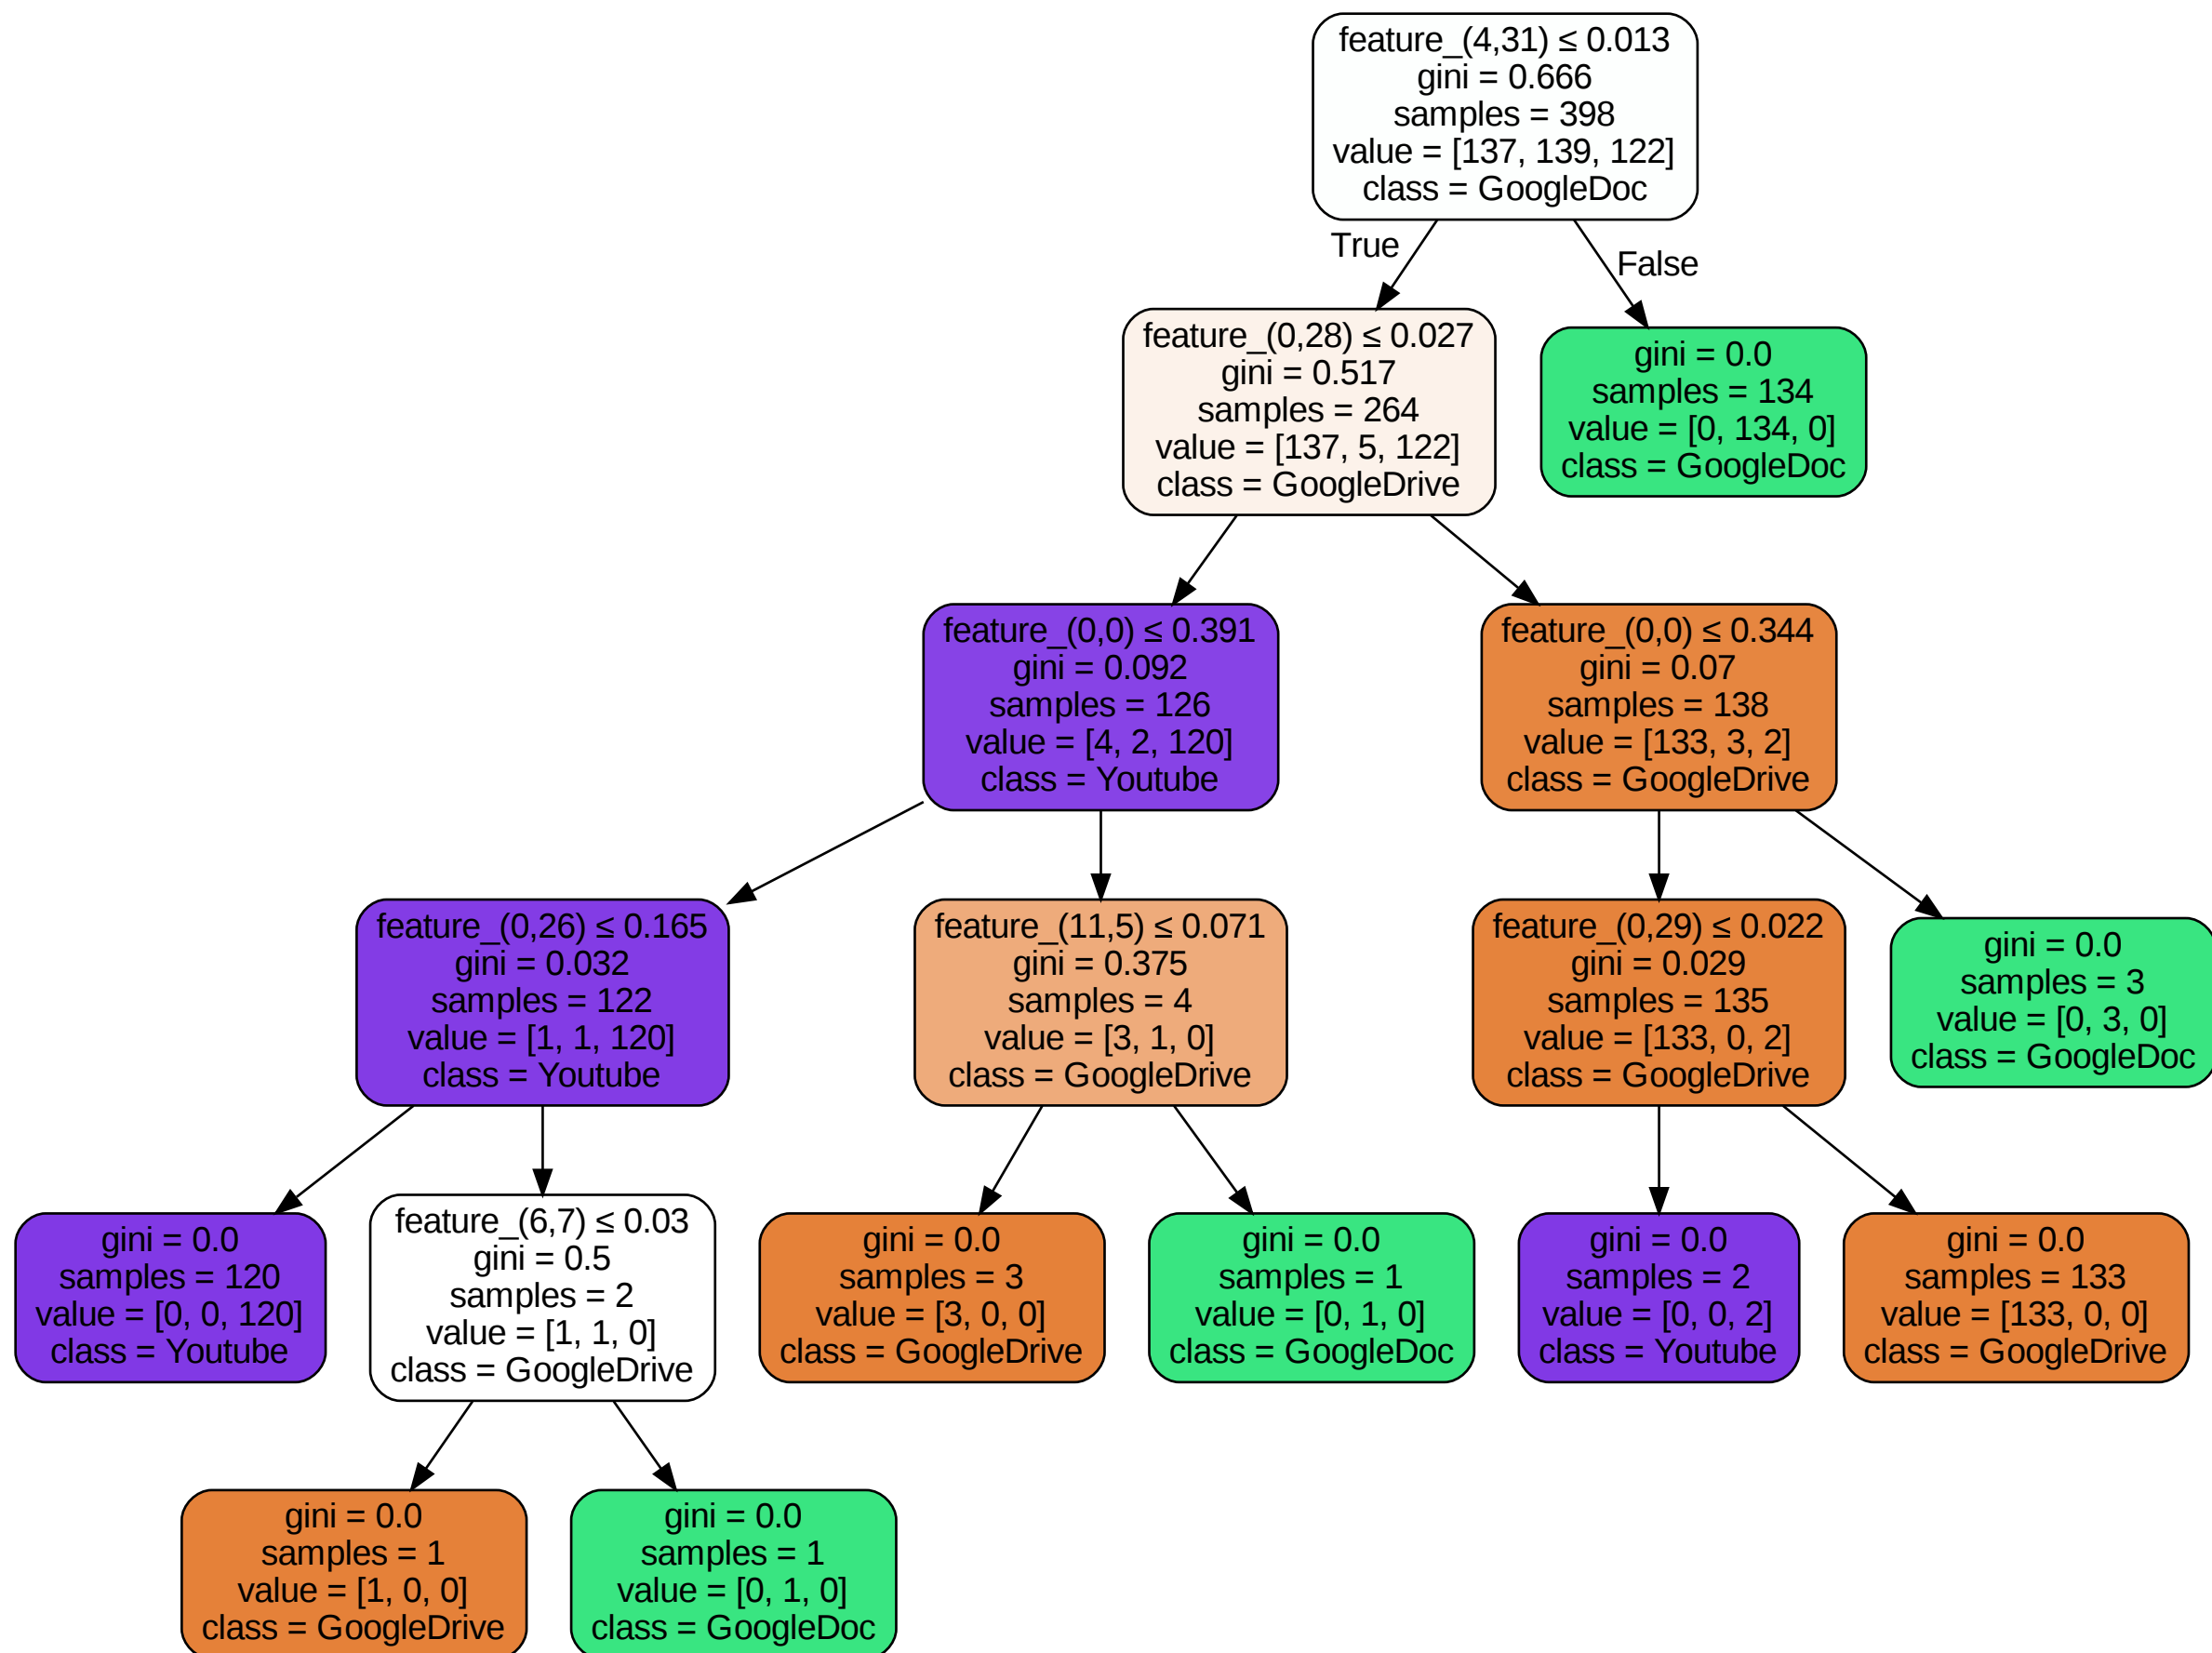 feature_(4,31) ≤ 0.013
gini = 0.666
samples = 398
value = [137, 139, 122]
class = GoogleDoc
True
False
feature_(0,28) ≤ 0.027
gini = 0.517
samples = 264
value = [137, 5, 122]
class = GoogleDrive
gini = 0.0
samples = 134
value = [0, 134, 0]
class = GoogleDoc
feature_(0,0) ≤ 0.391
gini = 0.092
samples = 126
value = [4, 2, 120]
class = Youtube
feature_(0,0) ≤ 0.344
gini = 0.07
samples = 138
value = [133, 3, 2]
class = GoogleDrive
feature_(0,26) ≤ 0.165
gini = 0.032
samples = 122
value = [1, 1, 120]
class = Youtube
feature_(11,5) ≤ 0.071
gini = 0.375
samples = 4
value = [3, 1, 0]
class = GoogleDrive
feature_(0,29) ≤ 0.022
gini = 0.029
samples = 135
value = [133, 0, 2]
class = GoogleDrive
gini = 0.0
samples = 3
value = [0, 3, 0]
class = GoogleDoc
gini = 0.0
samples = 120
value = [0, 0, 120]
class = Youtube
feature_(6,7) ≤ 0.03
gini = 0.5
samples = 2
value = [1, 1, 0]
class = GoogleDrive
gini = 0.0
samples = 3
value = [3, 0, 0]
class = GoogleDrive
gini = 0.0
samples = 1
value = [0, 1, 0]
class = GoogleDoc
gini = 0.0
samples = 2
value = [0, 0, 2]
class = Youtube
gini = 0.0
samples = 133
value = [133, 0, 0]
class = GoogleDrive
gini = 0.0
samples = 1
value = [1, 0, 0]
class = GoogleDrive
gini = 0.0
samples = 1
value = [0, 1, 0]
class = GoogleDoc